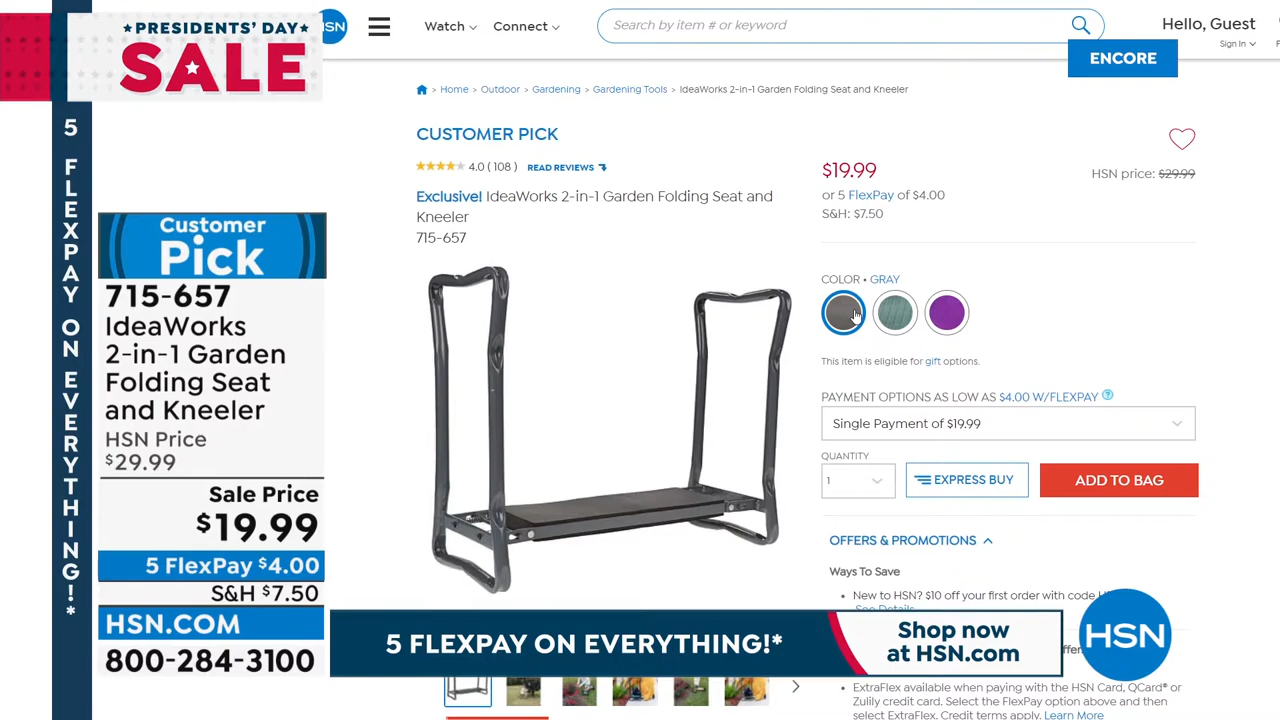 ★PRESIDENTS' DAY★
SALE
5 FLEXPAY ON EVERYTHING!*
Customer
Pick
715-657
IdeaWorks
2-in-1 Garden
Folding Seat
and Kneeler
HSN Price
$29.99
Sale Price
$19.99
5 FlexPay $4.00
S&H $7.50
HSN.COM
800-284-3100
HSN
Watch
Connect
Search by item # or keyword
Hello, Guest
Sign In
ENCORE
> Home > Outdoor > Gardening > Gardening Tools > IdeaWorks 2-in-1 Garden Folding Seat and Kneeler
CUSTOMER PICK
4.0 ( 108 ) READ REVIEWS
Exclusive! IdeaWorks 2-in-1 Garden Folding Seat and
Kneeler
715-657
$19.99
HSN price: $29.99
or 5 FlexPay of $4.00
S&H: $7.50
COLOR • GRAY
This item is eligible for gift options.
PAYMENT OPTIONS AS LOW AS $4.00 W/FLEXPAY ?
Single Payment of $19.99
QUANTITY
1
EXPRESS BUY
ADD TO BAG
OFFERS & PROMOTIONS
Ways To Save
• New to HSN? $10 off your first order with code
See Details
• ExtraFlex available when paying with the HSN Card, QCard® or
Zulily credit card. Select the FlexPay option above and then
select ExtraFlex. Credit terms apply. Learn More
5 FLEXPAY ON EVERYTHING!*
Shop now
at HSN.com
HSN